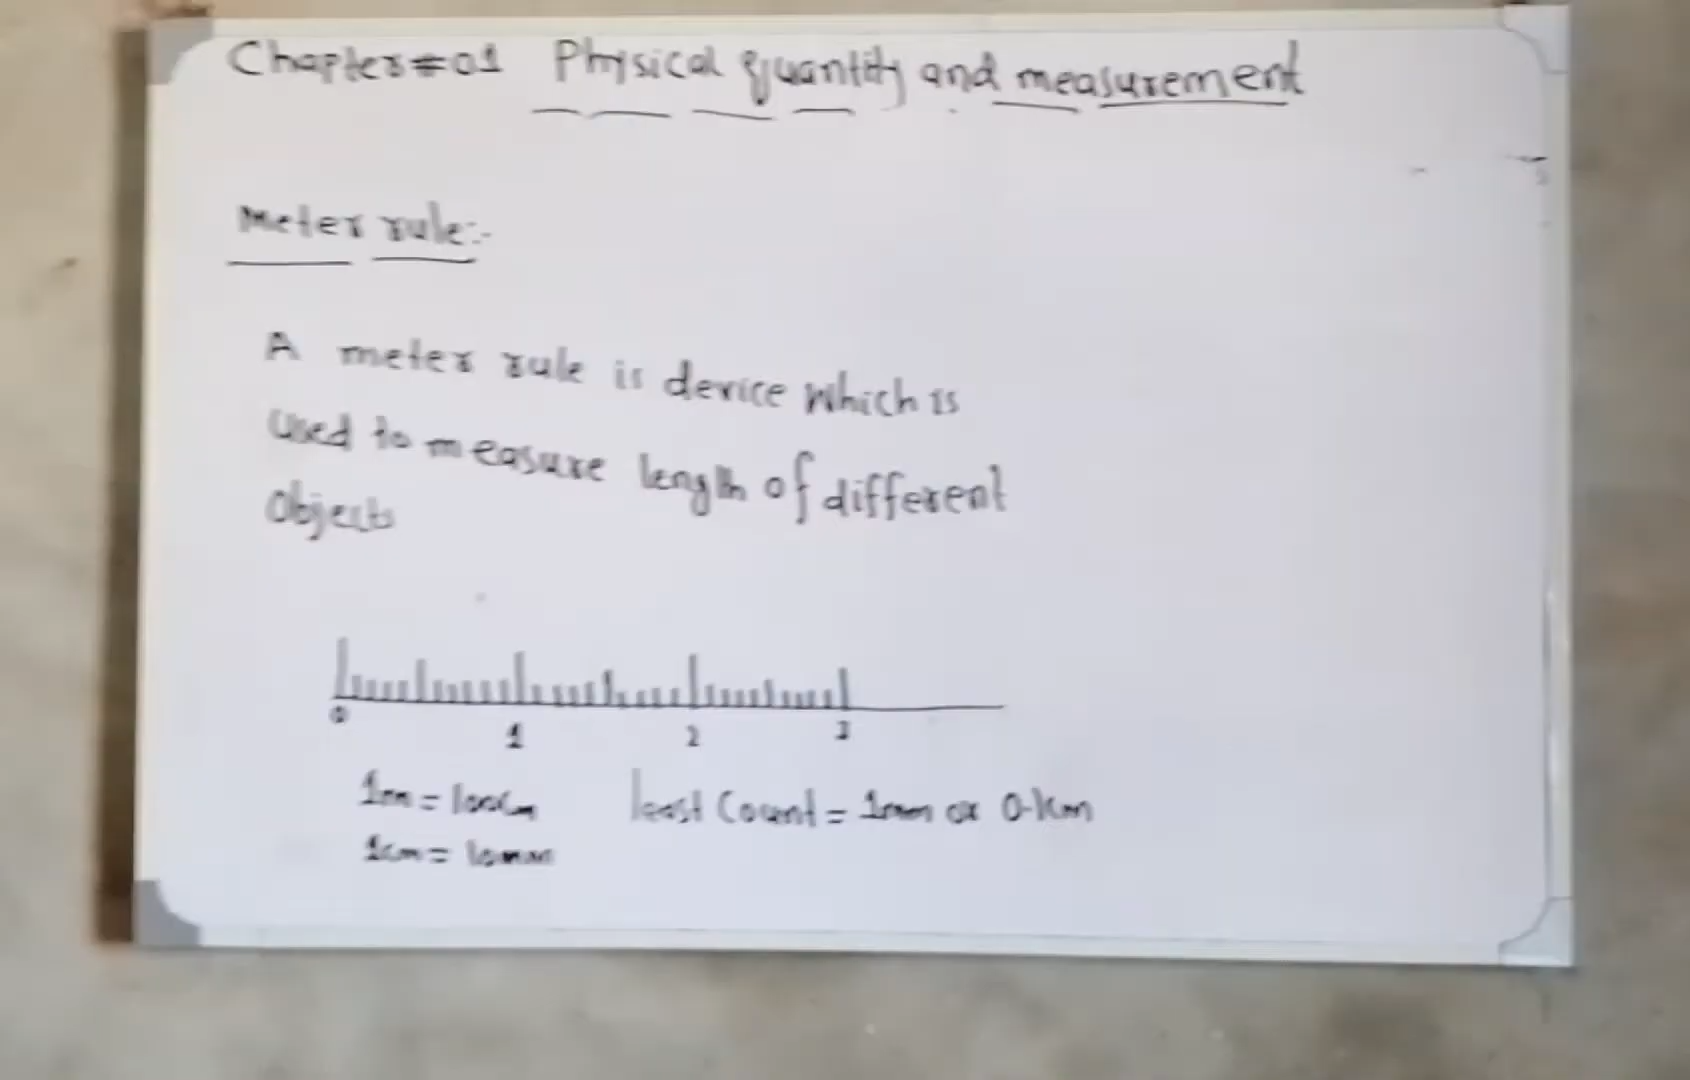 Chapter#01 Physical quantity and measurement
Meter rule:-
A meter rule is device which is
used to measure length of different
Objects
0 1 2 3
1m = 100cm least Count = 1mm or 0.1cm
1cm = 10mm